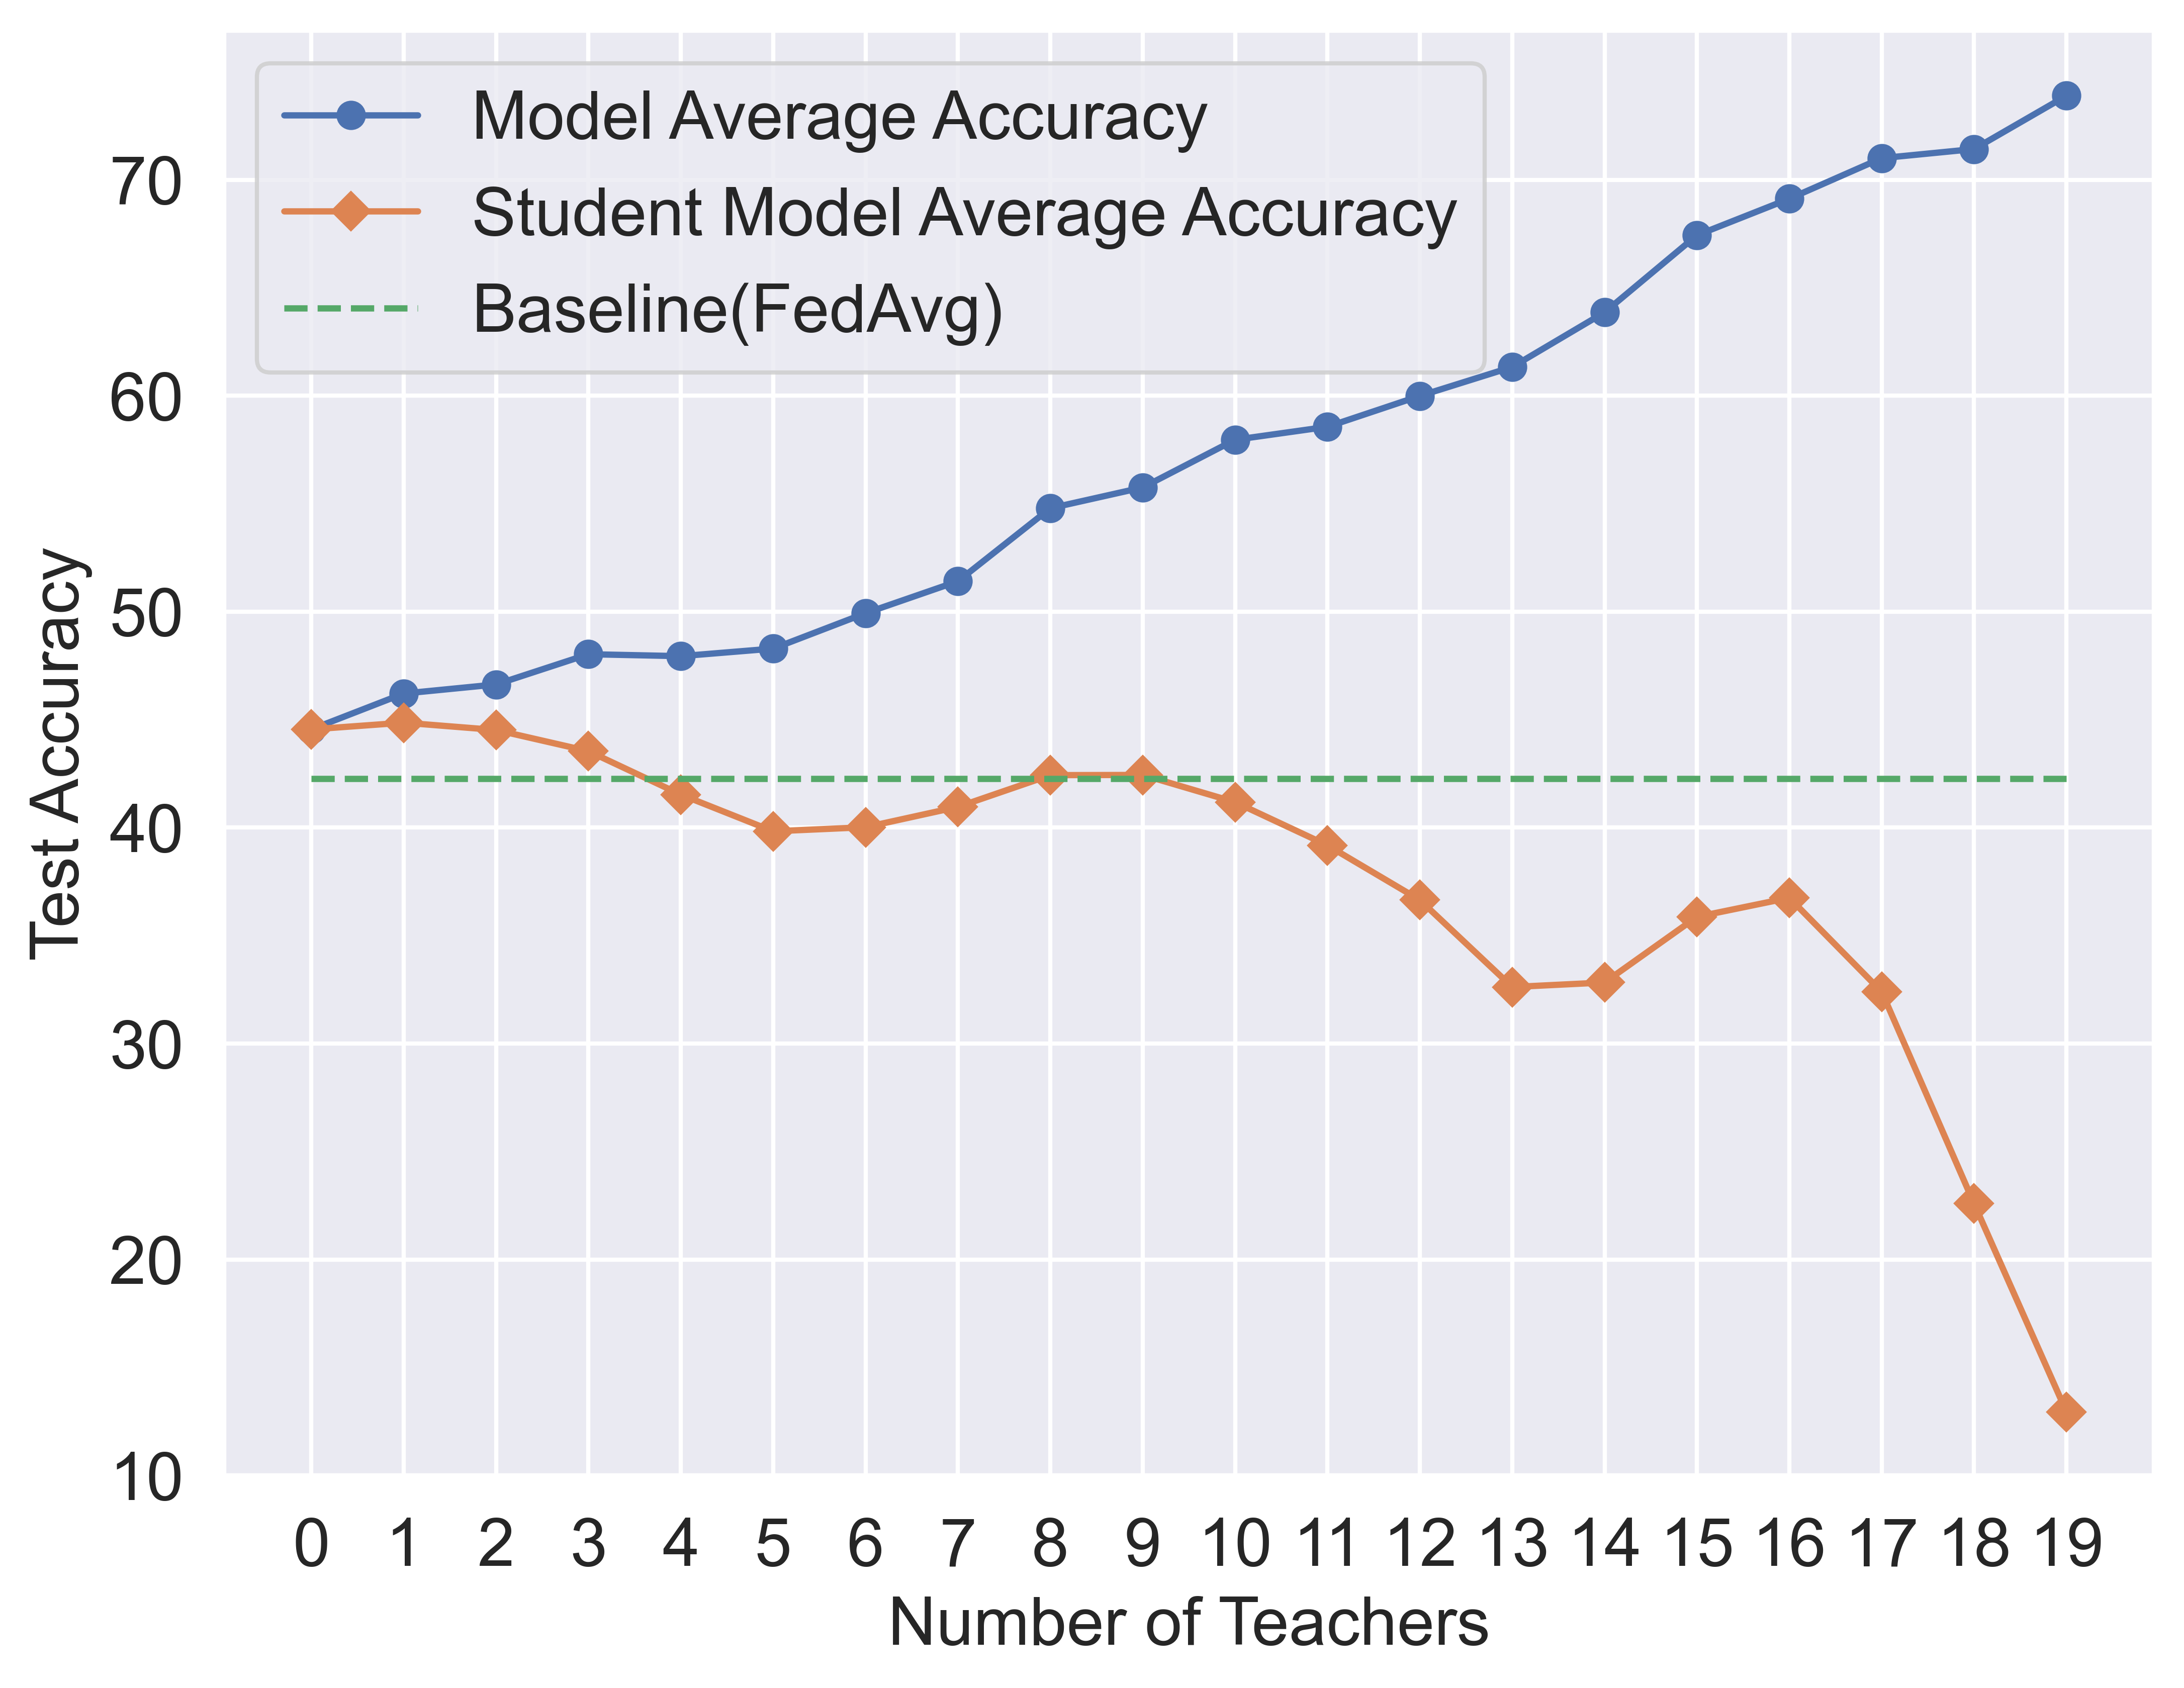 Model Average Accuracy
Student Model Average Accuracy
Baseline(FedAvg)
70
60
50
40
30
20
10
Test Accuracy
0 1 2 3 4 5 6 7 8 9 10 11 12 13 14 15 16 17 18 19
Number of Teachers